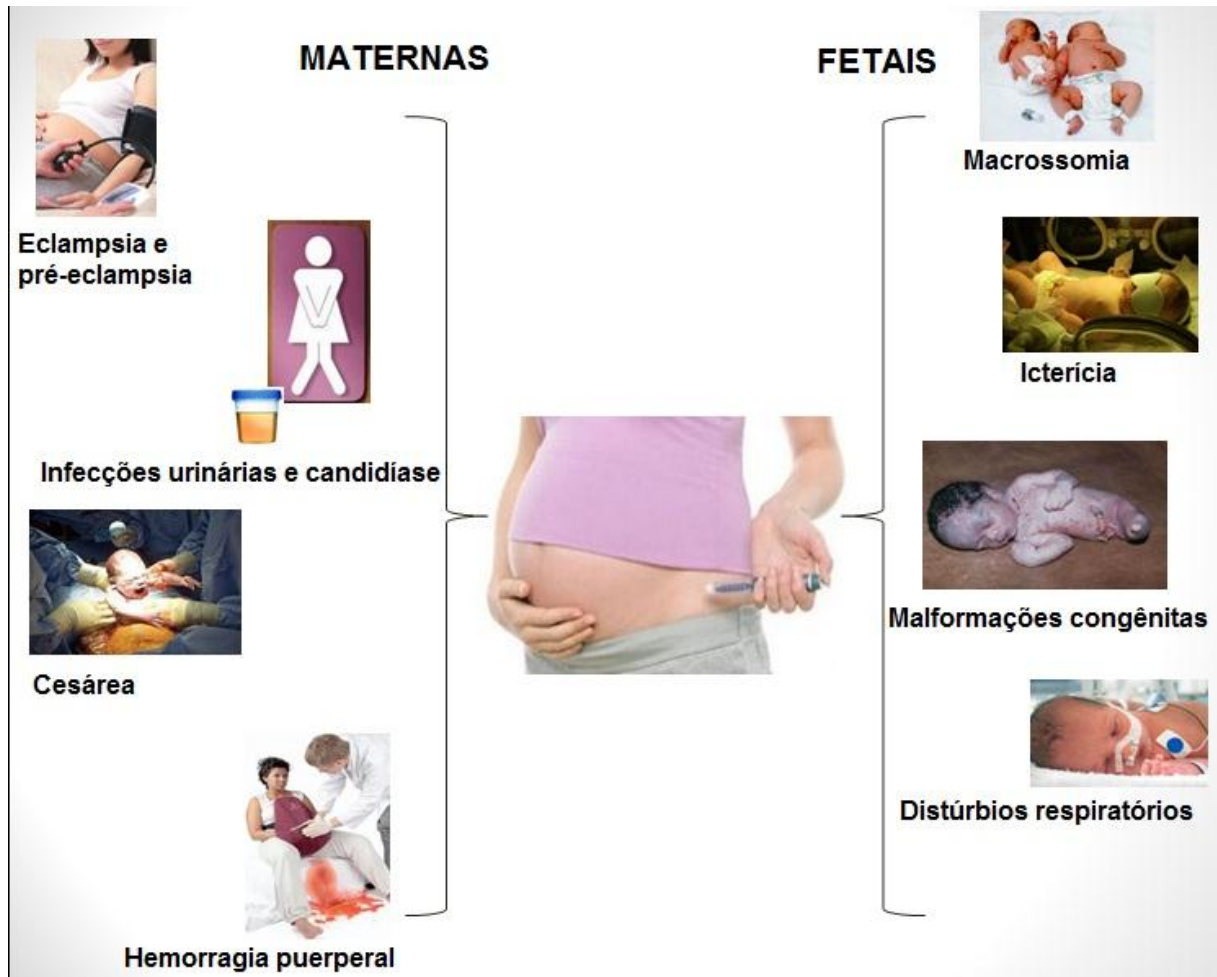 MATERNAS
Eclampsia e
pré-eclampsia
Infecções urinárias e candidíase
Cesárea
Hemorragia puerperal
FETAIS
Macrossomia
Icterícia
Malformações congênitas
Distúrbios respiratórios